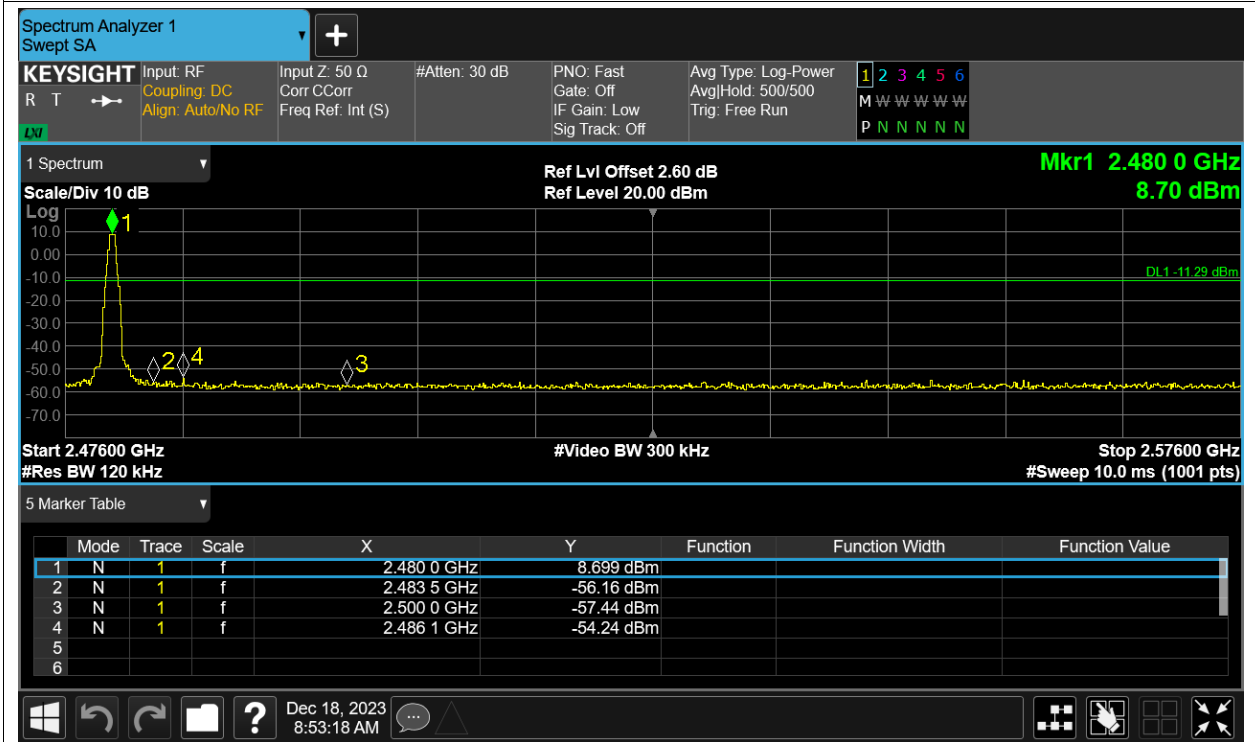 Spectrum Analyzer 1
Swept SA
+
KEYSIGHT
R T
LXI
Input: RF
Coupling: DC
Align: Auto/No RF
Input Z: 50 Ω
Corr CCorr
Freq Ref: Int (S)
#Atten: 30 dB
PNO: Fast
Gate: Off
IF Gain: Low
Sig Track: Off
Avg Type: Log-Power
Avg|Hold: 500/500
Trig: Free Run
1 2 3 4 5 6
M W W W W W
P N N N N N
1 Spectrum
Scale/Div 10 dB
Ref Lvl Offset 2.60 dB
Ref Level 20.00 dBm
Mkr1 2.480 0 GHz
8.70 dBm
Log
10.0
0.00
-10.0
-20.0
-30.0
-40.0
-50.0
-60.0
-70.0
1
2
4
3
DL1 -11.29 dBm
Start 2.47600 GHz #Video BW 300 kHz Stop 2.57600 GHz
#Res BW 120 kHz #Sweep 10.0 ms (1001 pts)
5 Marker Table
Mode Trace Scale X Y Function Function Width Function Value
1 N 1 f 2.480 0 GHz 8.699 dBm
2 N 1 f 2.483 5 GHz -56.16 dBm
3 N 1 f 2.500 0 GHz -57.44 dBm
4 N 1 f 2.486 1 GHz -54.24 dBm
5
6
?
Dec 18, 2023
8:53:18 AM